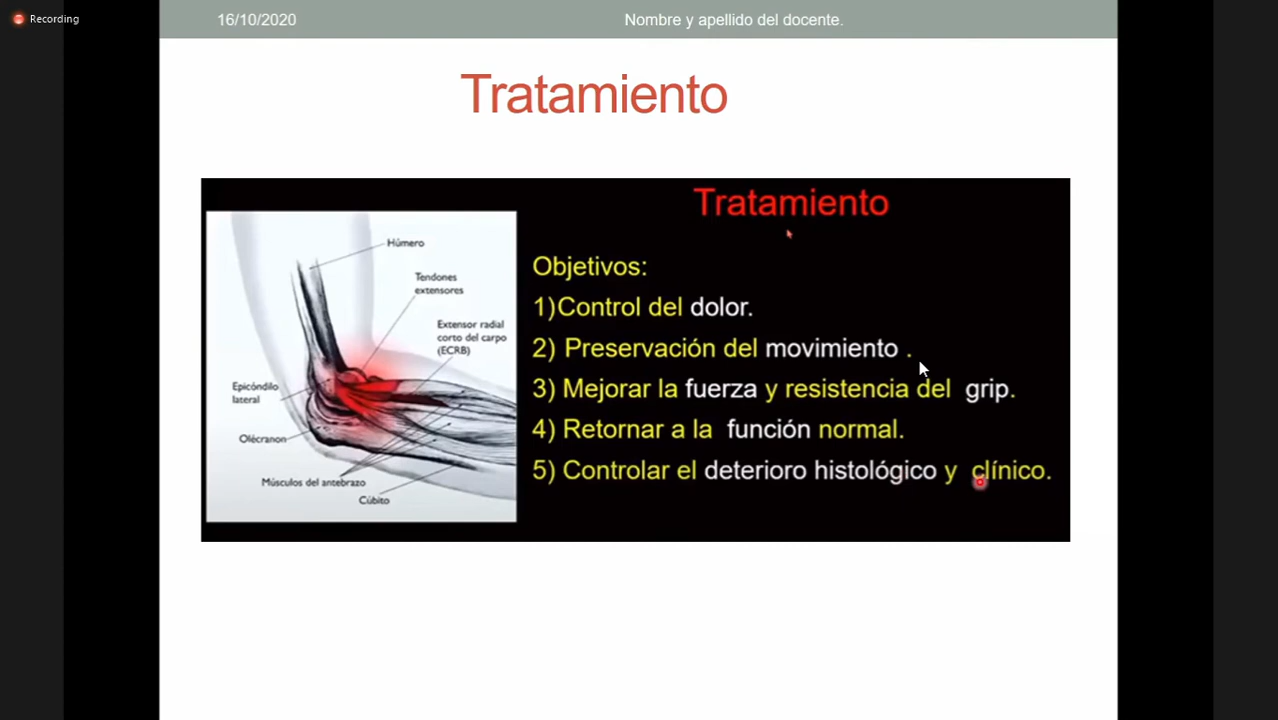 Recording
16/10/2020
Nombre y apellido del docente.
Tratamiento
Tratamiento
Húmero
Tendones
extensores
Extensor radial
corto del carpo
(ECRB)
Epicóndilo
lateral
Olécranon
Músculos del antebrazo
Cúbito
Objetivos:
1)Control del dolor.
2) Preservación del movimiento .
3) Mejorar la fuerza y resistencia del grip.
4) Retornar a la función normal.
5) Controlar el deterioro histológico y clínico.